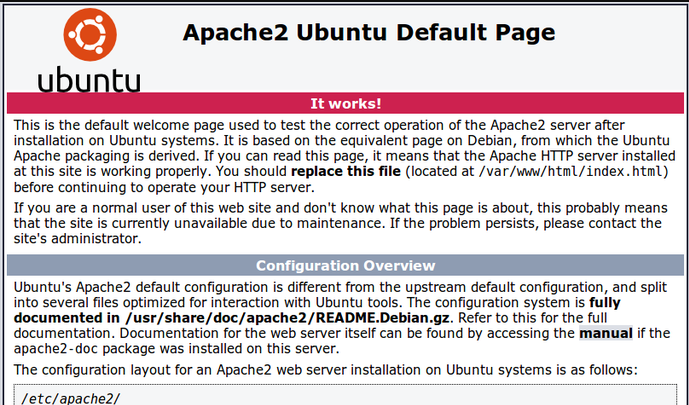 ubuntu
Apache2 Ubuntu Default Page
It works!
This is the default welcome page used to test the correct operation of the Apache2 server after
installation on Ubuntu systems. It is based on the equivalent page on Debian, from which the Ubuntu
Apache packaging is derived. If you can read this page, it means that the Apache HTTP server installed
at this site is working properly. You should replace this file (located at /var/www/html/index.html)
before continuing to operate your HTTP server.
If you are a normal user of this web site and don't know what this page is about, this probably means
that the site is currently unavailable due to maintenance. If the problem persists, please contact the
site's administrator.
Configuration Overview
Ubuntu's Apache2 default configuration is different from the upstream default configuration, and split
into several files optimized for interaction with Ubuntu tools. The configuration system is fully
documented in /usr/share/doc/apache2/README.Debian.gz. Refer to this for the full
documentation. Documentation for the web server itself can be found by accessing the manual if the
apache2-doc package was installed on this server.
The configuration layout for an Apache2 web server installation on Ubuntu systems is as follows:
/etc/apache2/